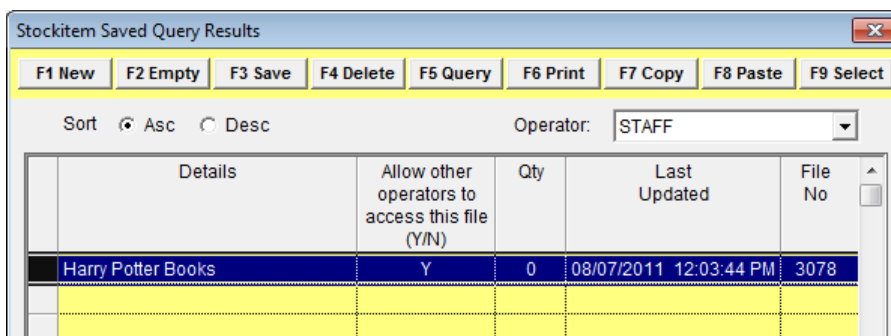 Stockitem Saved Query Results
F1 New F2 Empty F3 Save F4 Delete F5 Query F6 Print F7 Copy F8 Paste F9 Select
Sort Asc Desc Operator: STAFF
Details Allow other operators to access this file (Y/N) Qty Last Updated File No
Harry Potter Books Y 0 08/07/2011 12:03:44 PM 3078